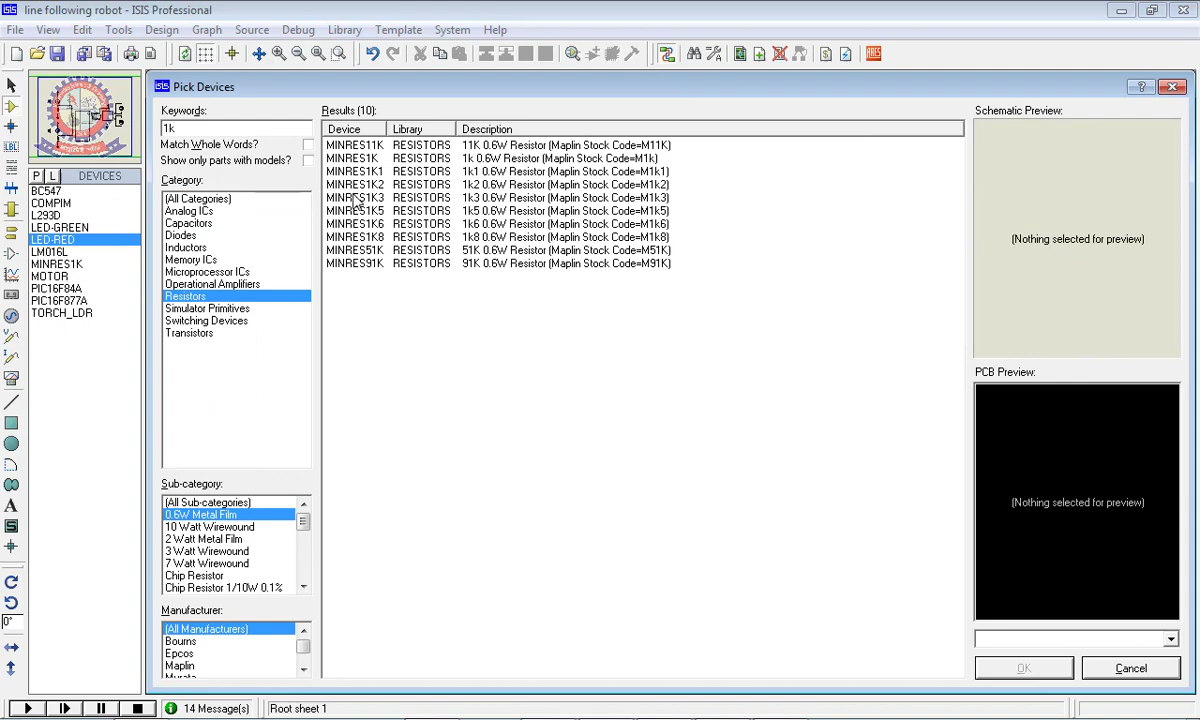 line following robot - ISIS Professional
File View Edit Tools Design Graph Source Debug Library Template System Help
ARES
LBL
A
S
0°
P L DEVICES
BC547
COMPIM
L293D
LED-GREEN
LED-RED
LM016L
MINRES1K
MOTOR
PIC16F84A
PIC16F877A
TORCH_LDR
ISIS Pick Devices
Keywords:
1k
Match Whole Words?
Show only parts with models?
Category:
(All Categories)
Analog ICs
Capacitors
Diodes
Inductors
Memory ICs
Microprocessor ICs
Operational Amplifiers
Resistors
Simulator Primitives
Switching Devices
Transistors
Sub-category:
(All Sub-categories)
0.6W Metal Film
10 Watt Wirewound
2 Watt Metal Film
3 Watt Wirewound
7 Watt Wirewound
Chip Resistor
Chip Resistor 1/10W 0.1%
Manufacturer:
(All Manufacturers)
Bourns
Epcos
Maplin
Murata
Results (10):
Device Library Description
MINRES11K RESISTORS 11K 0.6W Resistor (Maplin Stock Code=M11K)
MINRES1K RESISTORS 1k 0.6W Resistor (Maplin Stock Code=M1k)
MINRES1K1 RESISTORS 1k1 0.6W Resistor (Maplin Stock Code=M1k1)
MINRES1K2 RESISTORS 1k2 0.6W Resistor (Maplin Stock Code=M1k2)
MINRES1K3 RESISTORS 1k3 0.6W Resistor (Maplin Stock Code=M1k3)
MINRES1K5 RESISTORS 1k5 0.6W Resistor (Maplin Stock Code=M1k5)
MINRES1K6 RESISTORS 1k6 0.6W Resistor (Maplin Stock Code=M1k6)
MINRES1K8 RESISTORS 1k8 0.6W Resistor (Maplin Stock Code=M1k8)
MINRES51K RESISTORS 51K 0.6W Resistor (Maplin Stock Code=M51K)
MINRES91K RESISTORS 91K 0.6W Resistor (Maplin Stock Code=M91K)
Schematic Preview:
(Nothing selected for preview)
PCB Preview:
(Nothing selected for preview)
OK Cancel
14 Message(s) Root sheet 1